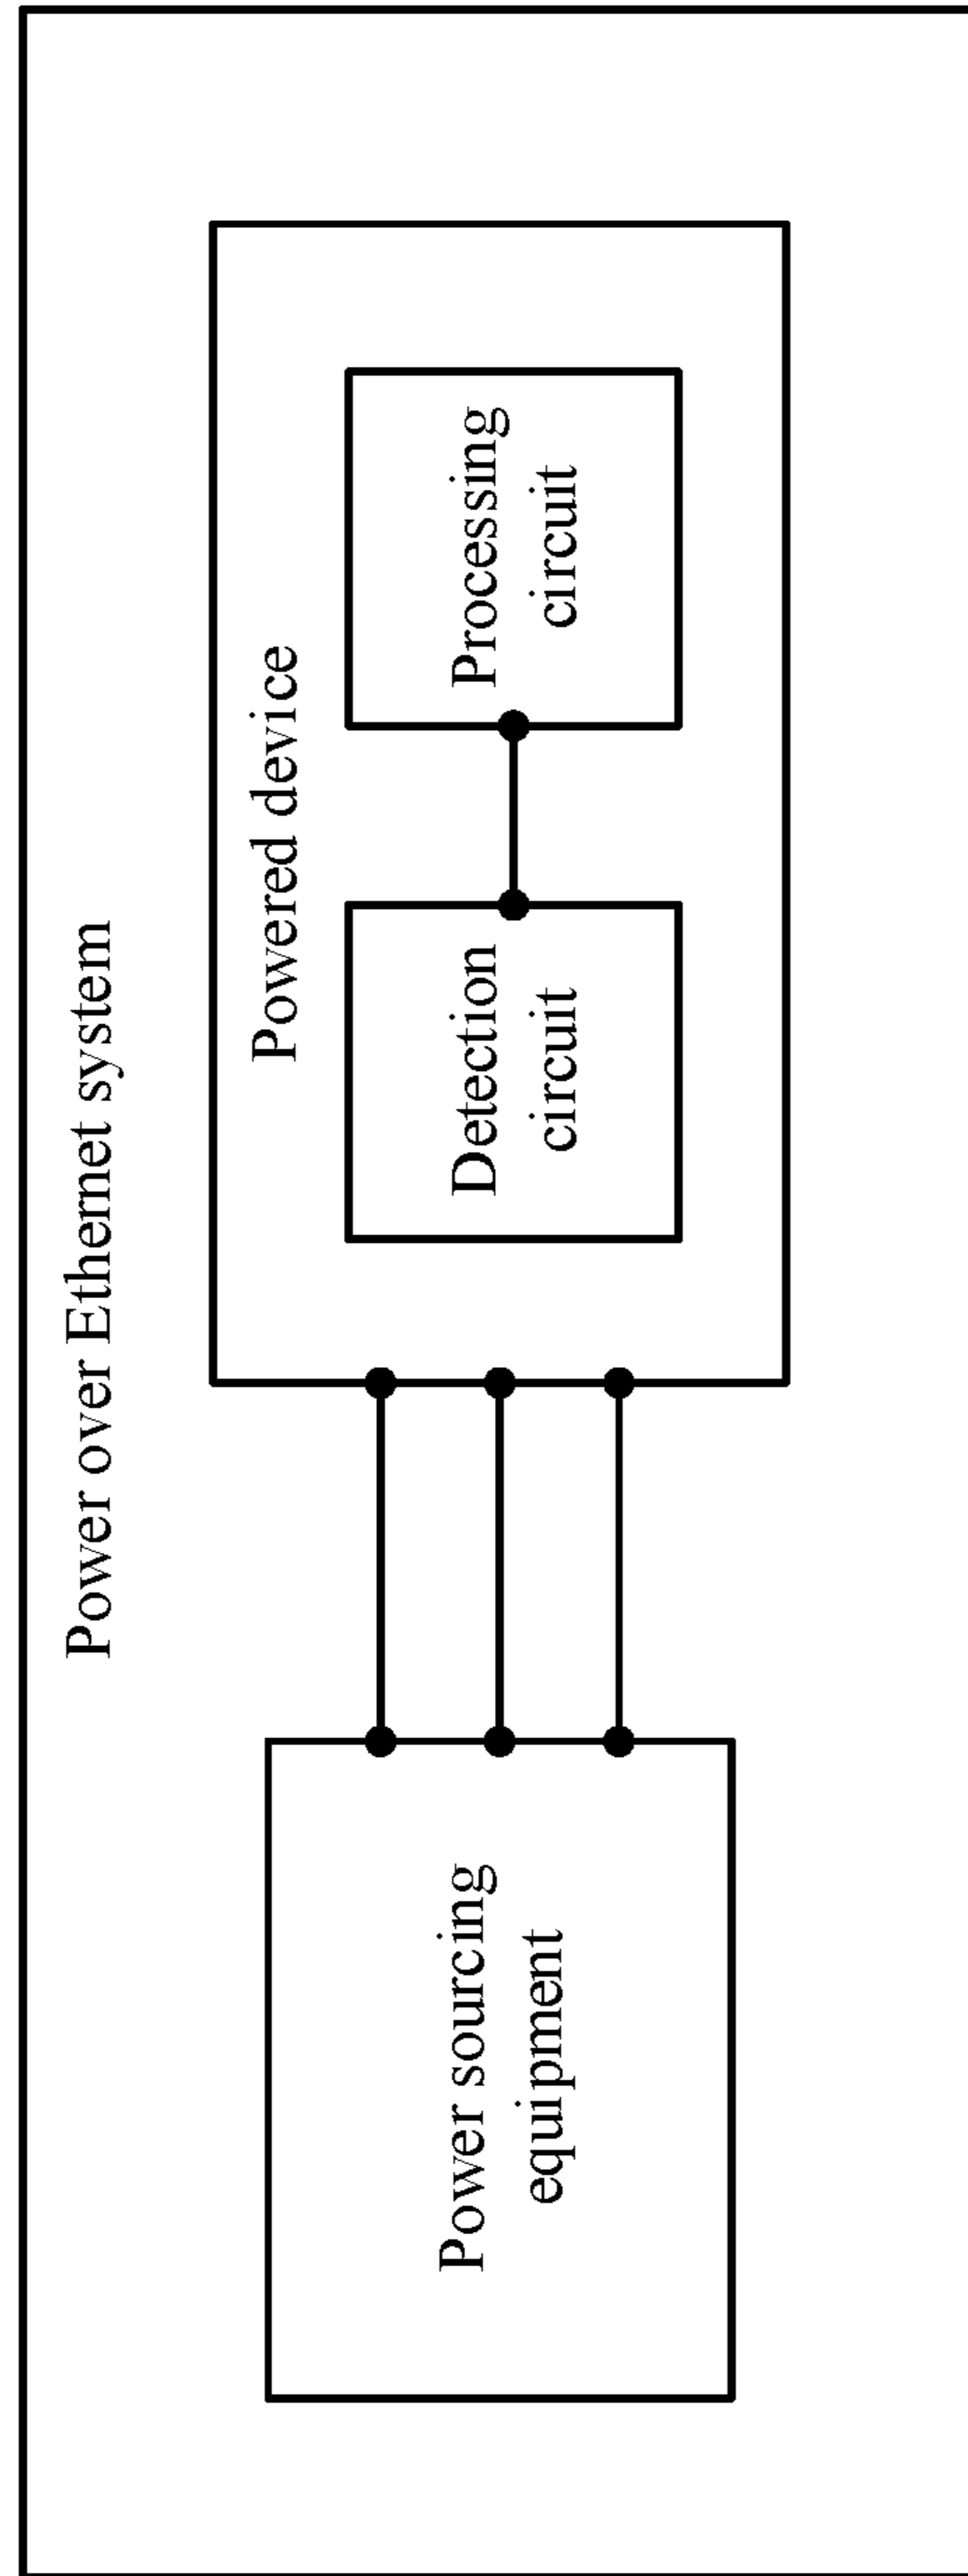 Power over Ethernet system
Power sourcing
equipment
Powered device
Detection
circuit
Processing
circuit